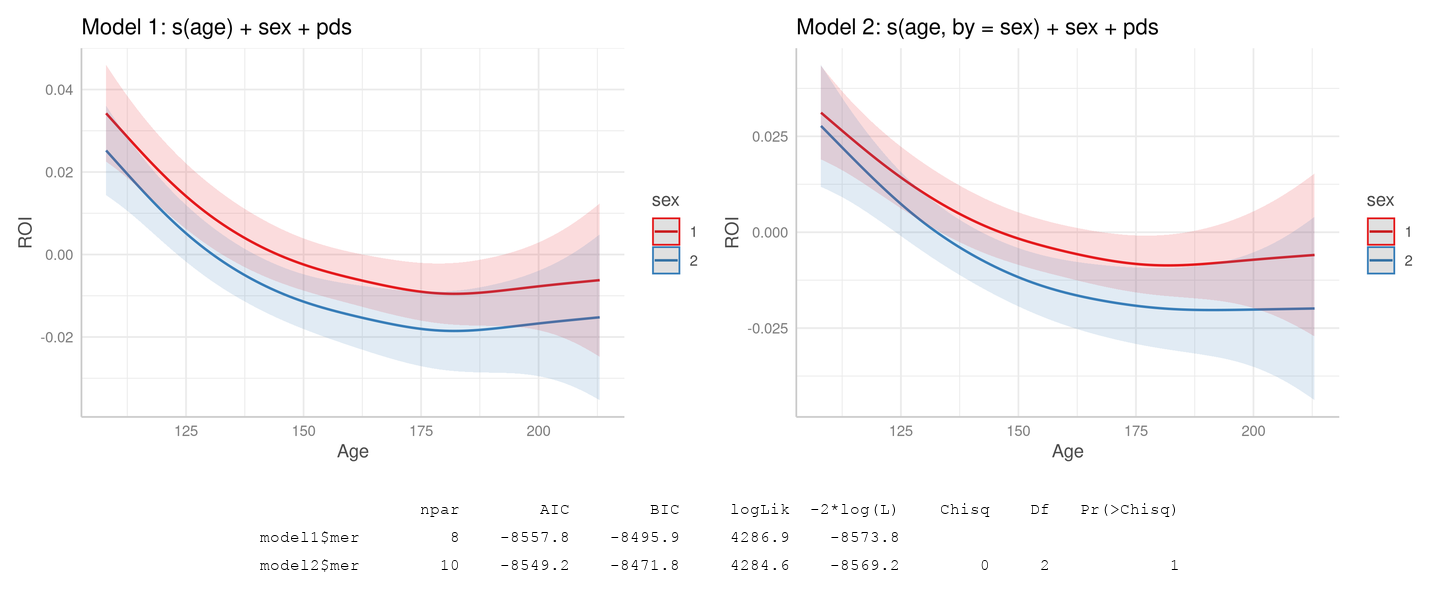 Model 1: s(age) + sex + pds
0.04
0.02
0.00
-0.02
ROI
125 150 175 200
Age
sex
1
2
Model 2: s(age, by = sex) + sex + pds
0.025
0.000
-0.025
ROI
125 150 175 200
Age
sex
1
2
npar AIC BIC logLik -2*log(L) Chisq Df Pr(>Chisq)
model1$mer 8 -8557.8 -8495.9 4286.9 -8573.8
model2$mer 10 -8549.2 -8471.8 4284.6 -8569.2 0 2 1